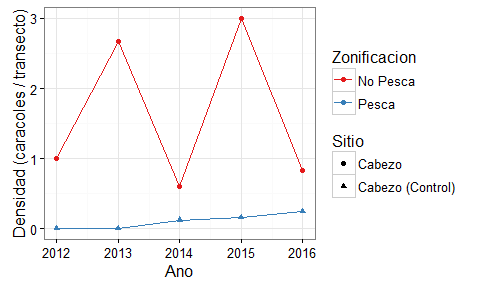 Densidad (caracoles / transecto)
3
2
1
0
2012 2013 2014 2015 2016
Ano
Zonificacion
No Pesca
Pesca
Sitio
Cabezo
Cabezo (Control)